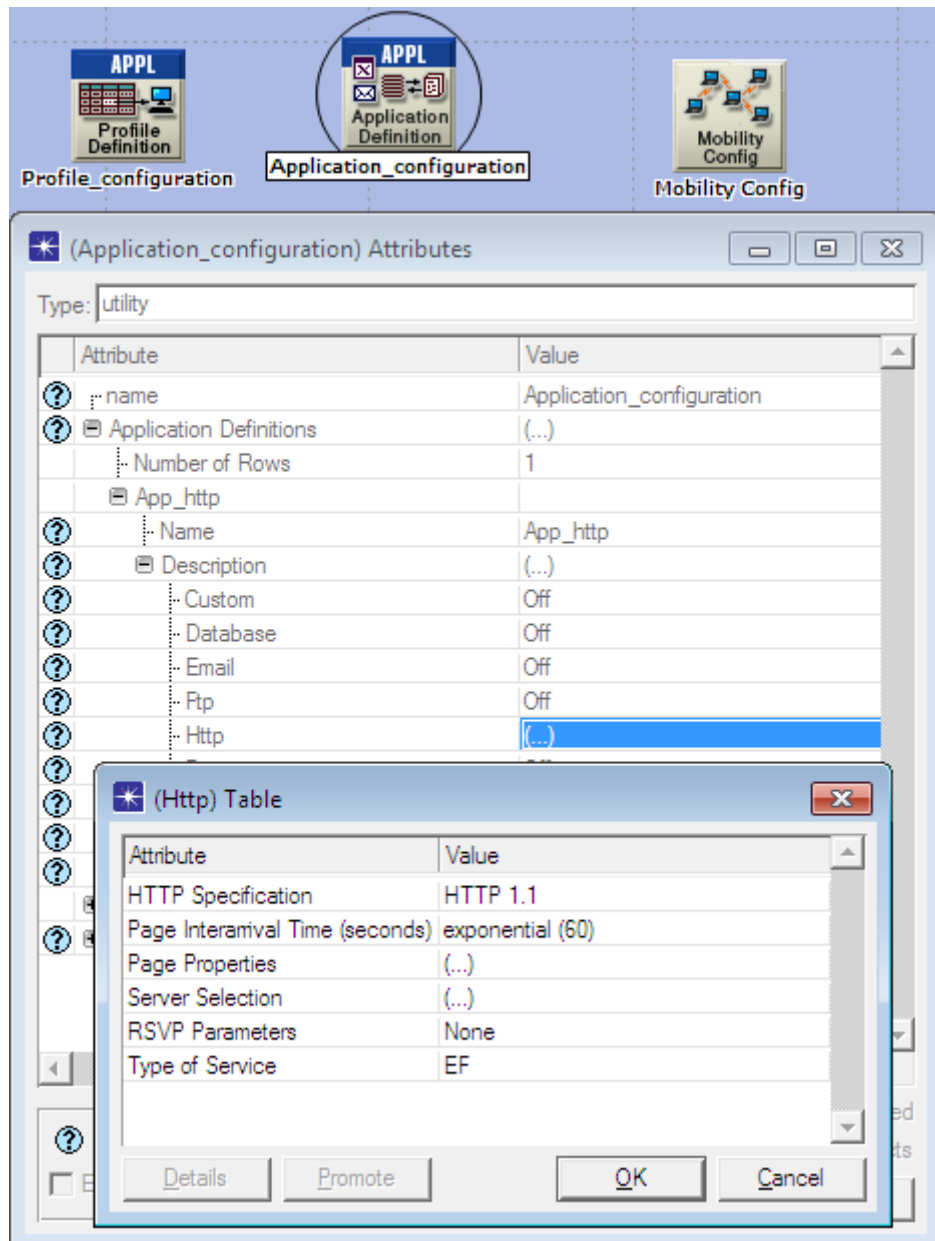 APPL
Profiile
Definition
Profile_configuration
APPL
Application
Definition
Application_configuration
Mobility
Config
Mobility Config
(Application_configuration) Attributes
Type: utility
Attribute Value
name Application_configuration
Application Definitions (...)
Number of Rows 1
App_http
Name App_http
Description (...)
Custom Off
Database Off
Email Off
Ftp Off
Http (...)
(Http) Table
Attribute Value
HTTP Specification HTTP 1.1
Page Interarrival Time (seconds) exponential (60)
Page Properties (...)
Server Selection (...)
RSVP Parameters None
Type of Service EF
Details Promote OK Cancel